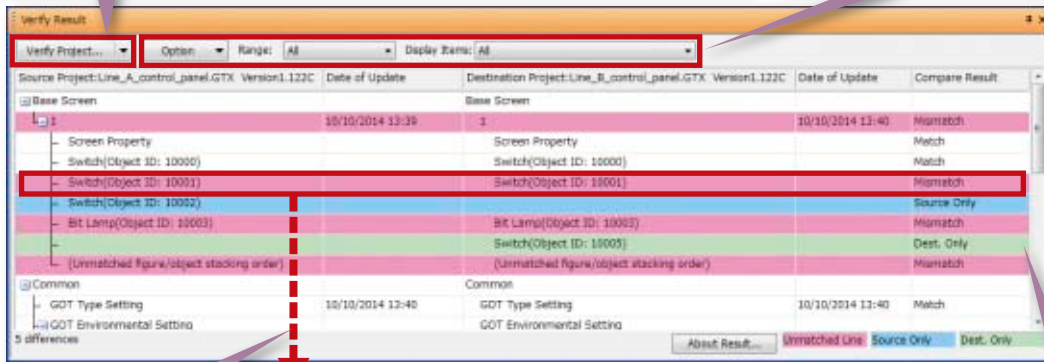 Verify Result
Verify Project... Option Range: All Display Items: All
Source Project:Line_A_control_panel.GTX Version1.122C Date of Update Destination Project:Line_B_control_panel.GTX Version1.122C Date of Update Compare Result
Base Screen Base Screen
1 10/10/2014 13:39 1 10/10/2014 13:40 Mismatch
Screen Property Screen Property Match
Switch(Object ID: 10000) Switch(Object ID: 10000) Match
Switch(Object ID: 10001) Switch(Object ID: 10001) Mismatch
Switch(Object ID: 10002) Source Only
Bit Lamp(Object ID: 10003) Bit Lamp(Object ID: 10003) Mismatch
Switch(Object ID: 10005) Dest. Only
(Unmatched figure/object stacking order) (Unmatched figure/object stacking order) Mismatch
Common Common
GOT Type Setting 10/10/2014 13:40 GOT Type Setting 10/10/2014 13:40 Match
GOT Environmental Setting GOT Environmental Setting
5 differences About Result... Unmatched Line Source Only Dest. Only